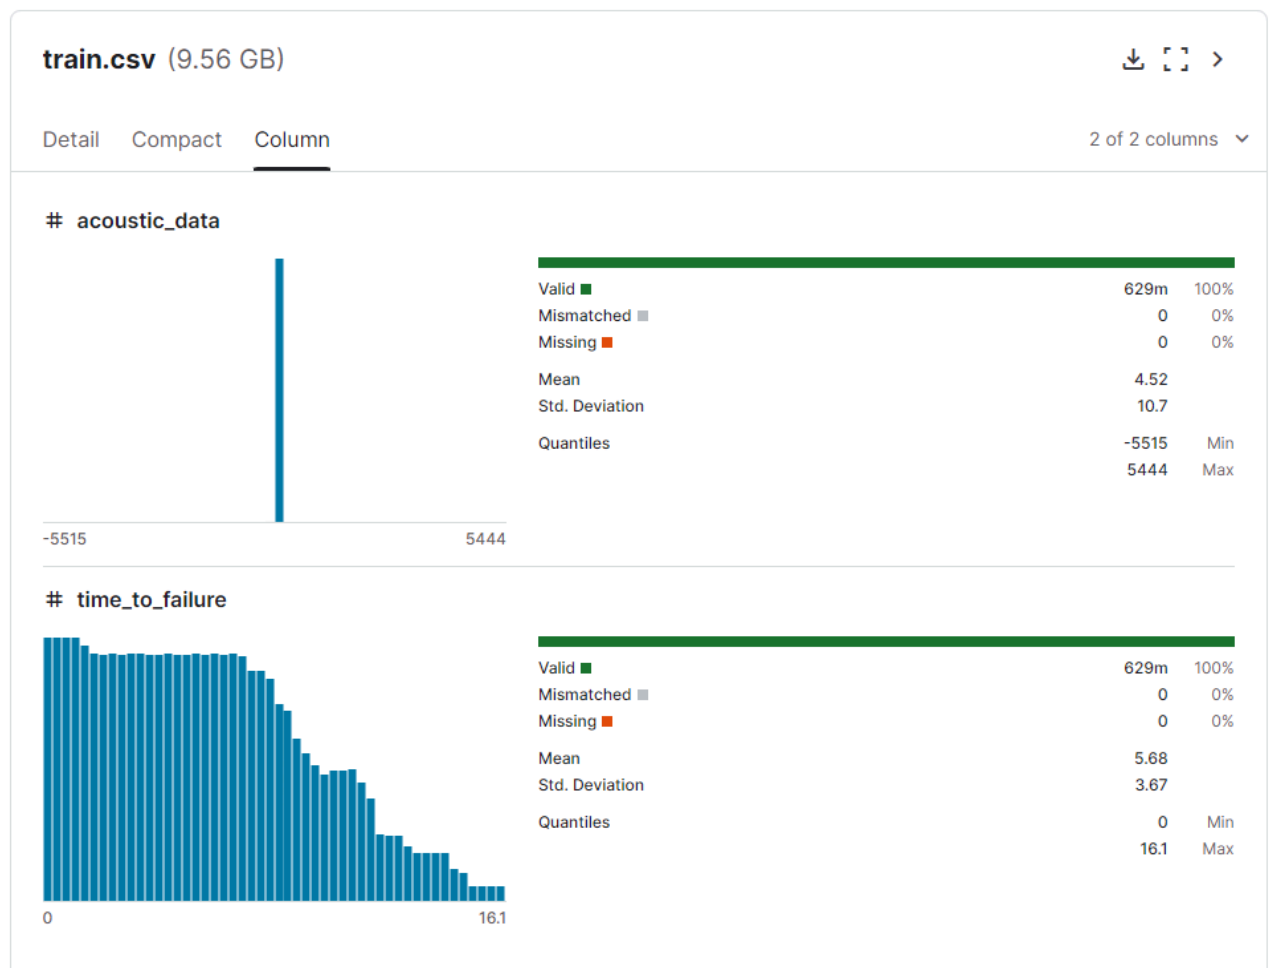 train.csv (9.56 GB)
Detail Compact Column 2 of 2 columns
# acoustic_data
Valid 629m 100%
Mismatched 0 0%
Missing 0 0%
Mean 4.52
Std. Deviation 10.7
Quantiles -5515 Min
5444 Max
-5515 5444
# time_to_failure
Valid 629m 100%
Mismatched 0 0%
Missing 0 0%
Mean 5.68
Std. Deviation 3.67
Quantiles 0 Min
16.1 Max
0 16.1